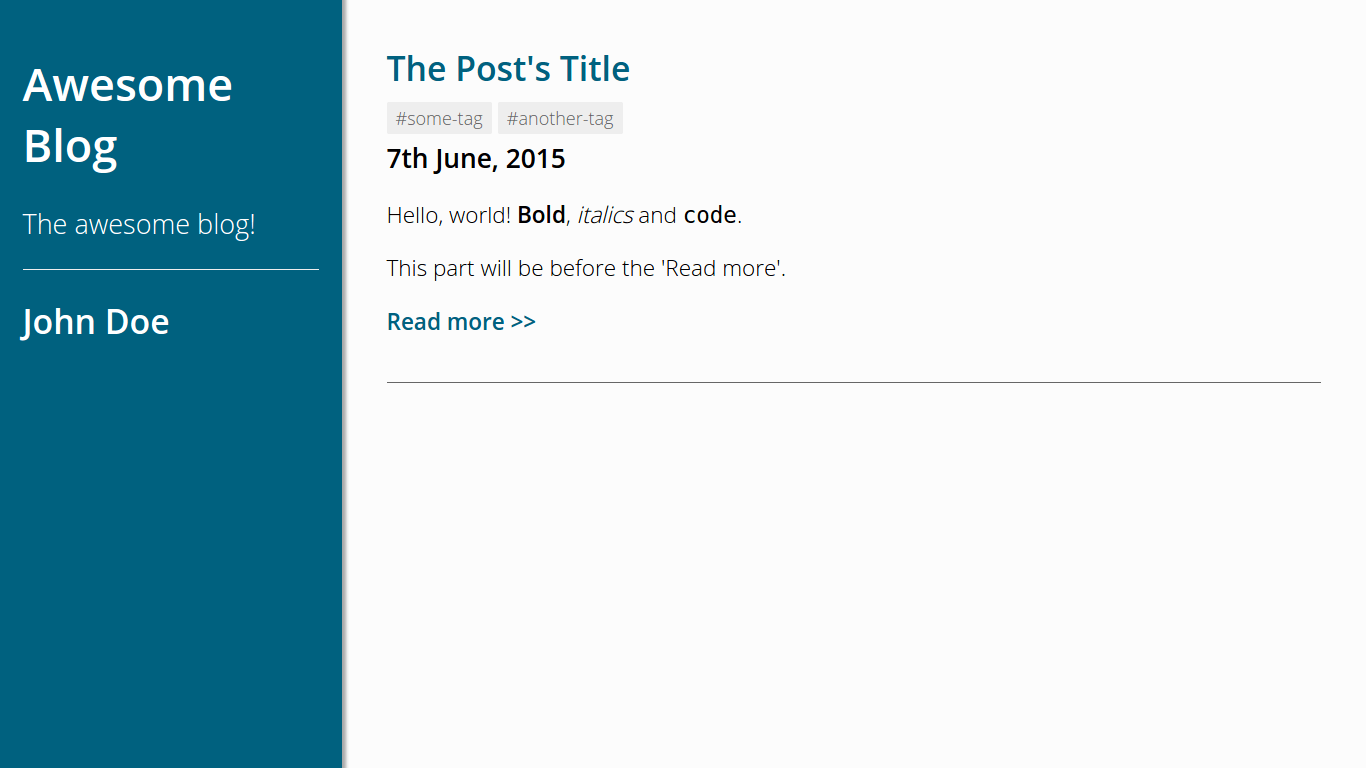 Awesome
Blog
The awesome blog!
John Doe
The Post's Title
#some-tag #another-tag
7th June, 2015
Hello, world! Bold, italics and code.
This part will be before the 'Read more'.
Read more >>